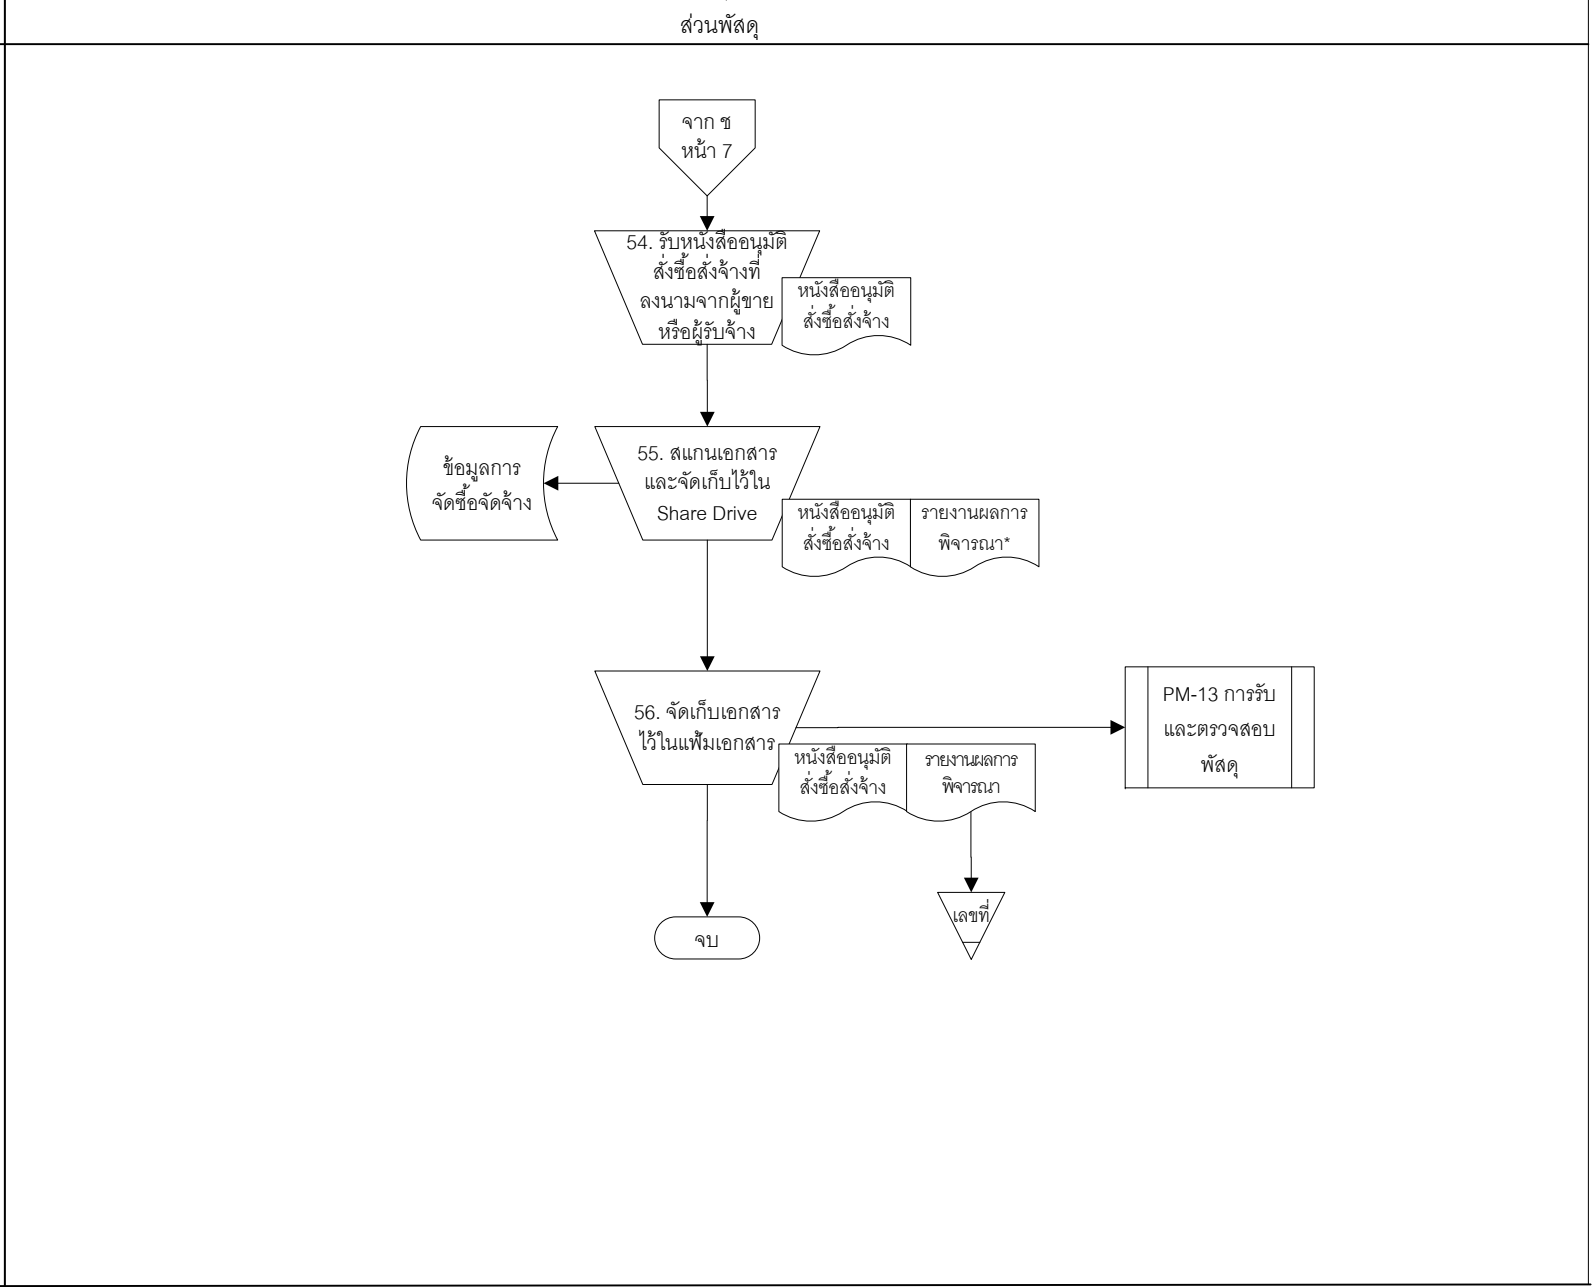 ส่วนพัสดุ
จาก ช
หน้า 7
54. รับหนังสืออนุมัติ
สั่งซื้อสั่งจ้างที่
ลงนามจากผู้ขาย
หรือผู้รับจ้าง
หนังสืออนุมัติ
สั่งซื้อสั่งจ้าง
ข้อมูลการ
จัดซื้อจัดจ้าง
55. สแกนเอกสาร
และจัดเก็บไว้ใน
Share Drive
หนังสืออนุมัติ
สั่งซื้อสั่งจ้าง
รายงานผลการ
พิจารณา*
56. จัดเก็บเอกสาร
ไว้ในแฟ้มเอกสาร
หนังสืออนุมัติ
สั่งซื้อสั่งจ้าง
รายงานผลการ
พิจารณา
PM-13 การรับ
และตรวจสอบ
พัสดุ
เลขที่
จบ